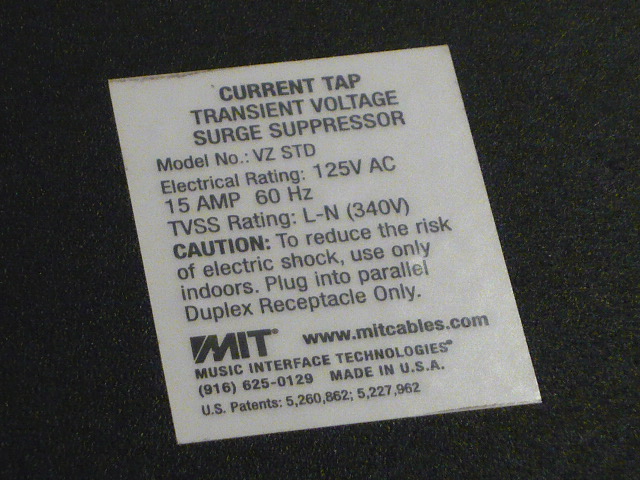 CURRENT TAP
TRANSIENT VOLTAGE
SURGE SUPPRESSOR
Model No.: VZ STD
Electrical Rating: 125V AC
15 AMP 60 Hz
TVSS Rating: L-N (340V)
CAUTION: To reduce the risk
of electric shock, use only
indoors. Plug into parallel
Duplex Receptacle Only.
MIT® www.mitcables.com
MUSIC INTERFACE TECHNOLOGIES®
(916) 625-0129 MADE IN U.S.A.
U.S. Patents: 5,260,862; 5,227,962